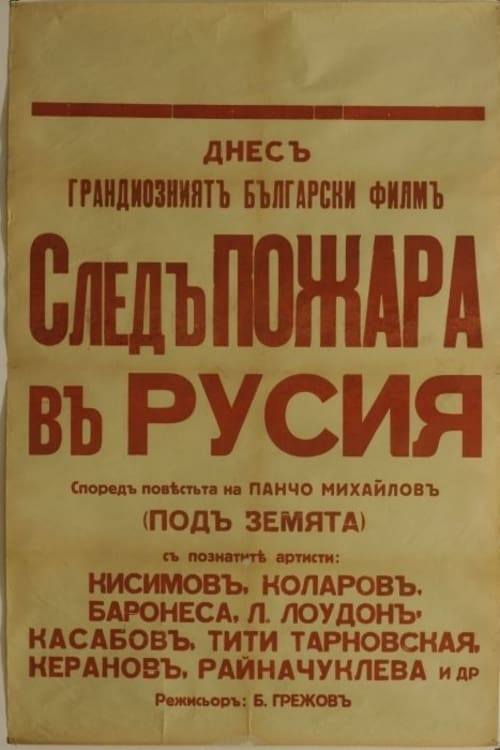 ДНЕСЪ
ГРАНДИОЗНИЯТЪ БЪЛГАРСКИ ФИЛМЪ
СЛЕДЪ ПОЖАРА
ВЪ РУСИЯ
Споредъ повѣстьта на ПАНЧО МИХАЙЛОВЪ
(ПОДЪ ЗЕМЯТА)
съ познатитѣ артисти:
КИСИМОВЪ, КОЛАРОВЪ,
БАРОНЕСА, Л. ЛОУДОНЪ,
КАСАБОВЪ, ТИТИ ТАРНОВСКАЯ,
КЕРАНОВЪ, РАЙНАЧУКЛЕВА И ДР
Режисьоръ: Б. ГРЕЖОВЪ